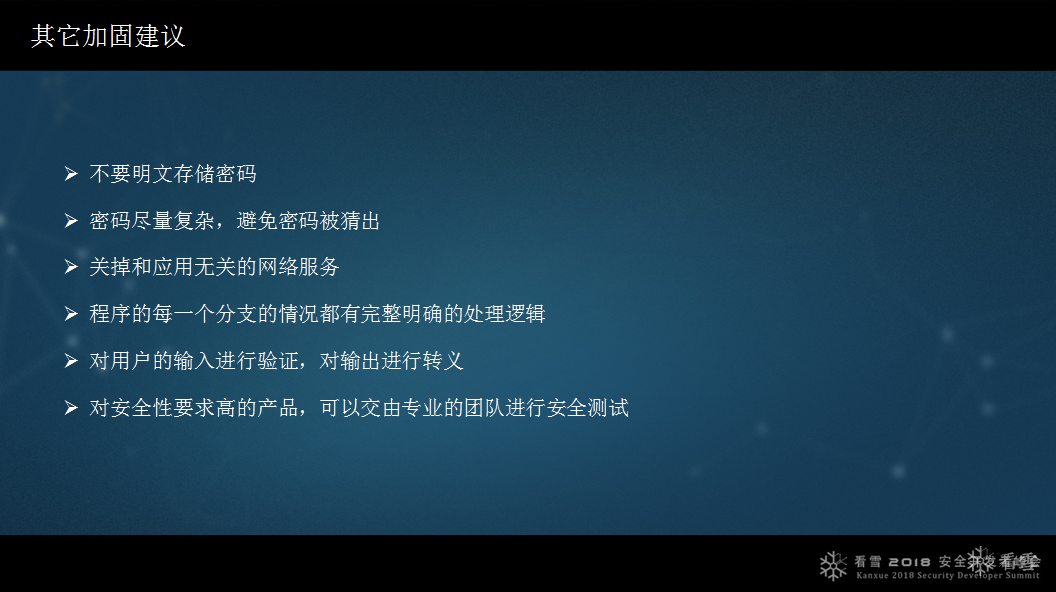 其它加固建议
不要明文存储密码
密码尽量复杂，避免密码被猜出
关掉和应用无关的网络服务
程序的每一个分支的情况都有完整明确的处理逻辑
对用户的输入进行验证，对输出进行转义
对安全性要求高的产品，可以交由专业的团队进行安全测试
看雪 2018 安全开发者峰会
Kanxue 2018 Security Developer Summit
看雪